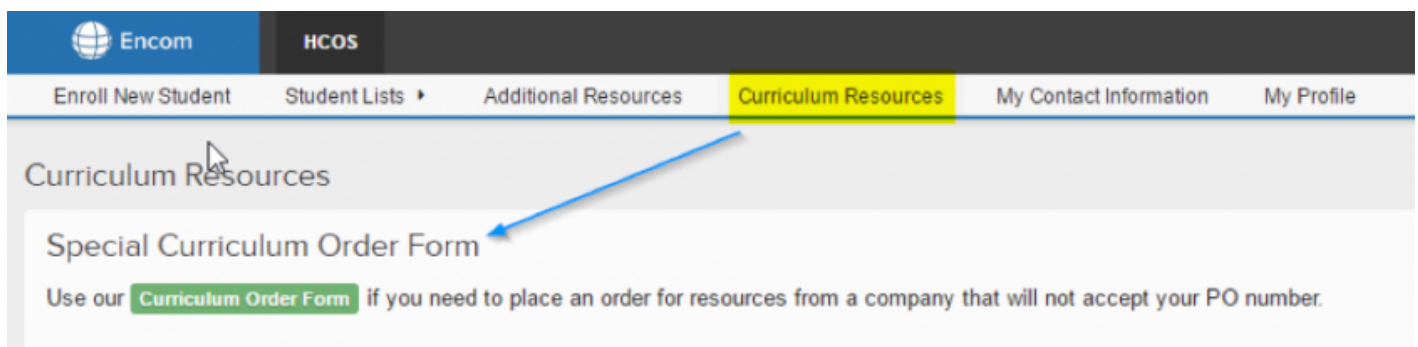 Encom HCOS
Enroll New Student Student Lists Additional Resources Curriculum Resources My Contact Information My Profile
Curriculum Resources
Special Curriculum Order Form
Use our Curriculum Order Form if you need to place an order for resources from a company that will not accept your PO number.